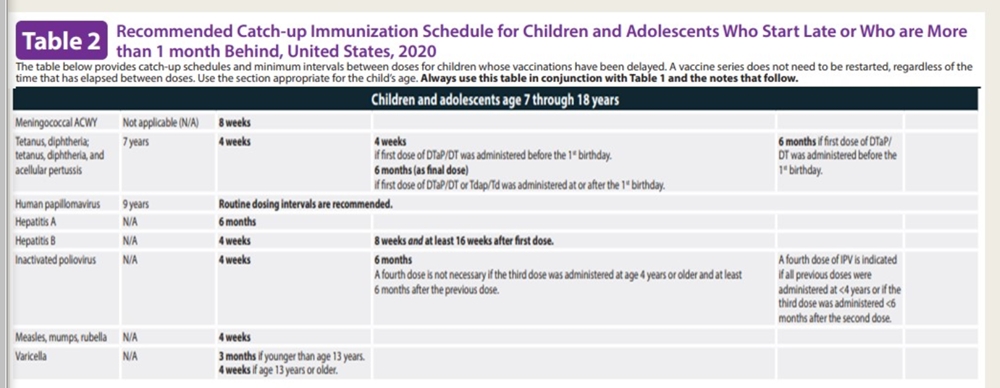 Table 2
Recommended Catch-up Immunization Schedule for Children and Adolescents Who Start Late or Who are More
than 1 month Behind, United States, 2020
The table below provides catch-up schedules and minimum intervals between doses for children whose vaccinations have been delayed. A vaccine series does not need to be restarted, regardless of the
time that has elapsed between doses. Use the section appropriate for the child's age. Always use this table in conjunction with Table 1 and the notes that follow.
Children and adolescents age 7 through 18 years
Meningococcal ACWY Not applicable (N/A) 8 weeks
Tetanus, diphtheria; 7 years 4 weeks 4 weeks 6 months if first dose of DTaP/
tetanus, diphtheria, and if first dose of DTaP/DT was administered before the 1st birthday. DT was administered before the
acellular pertussis 6 months (as final dose) 1st birthday.
if first dose of DTaP/DT or Tdap/Td was administered at or after the 1st birthday.
Human papillomavirus 9 years Routine dosing intervals are recommended.
Hepatitis A N/A 6 months
Hepatitis B N/A 4 weeks 8 weeks and at least 16 weeks after first dose.
Inactivated poliovirus N/A 4 weeks 6 months A fourth dose of IPV is indicated
A fourth dose is not necessary if the third dose was administered at age 4 years or older and at least if all previous doses were
6 months after the previous dose. administered at <4 years or if the
third dose was administered <6
months after the second dose.
Measles, mumps, rubella N/A 4 weeks
Varicella N/A 3 months if younger than age 13 years.
4 weeks if age 13 years or older.